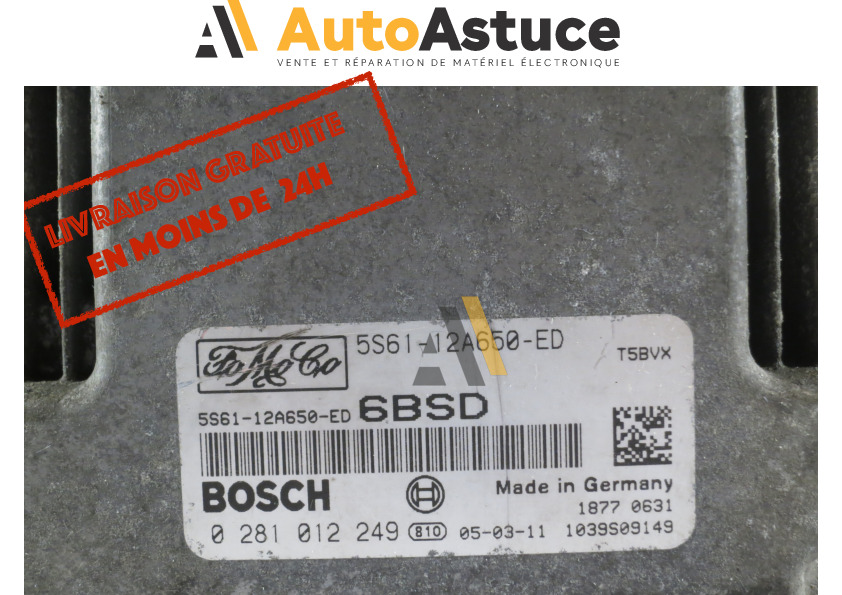 AutoAstuce
VENTE ET RÉPARATION DE MATÉRIEL ÉLECTRONIQUE
LIVRAISON GRATUITE
EN MOINS DE 24H
FoMoCo
5S61-12A650-ED
T5BVX
5S61-12A650-ED 6BSD
BOSCH
Made in Germany
1877 0631
0 281 012 249 810 05-03-11 1039S09149